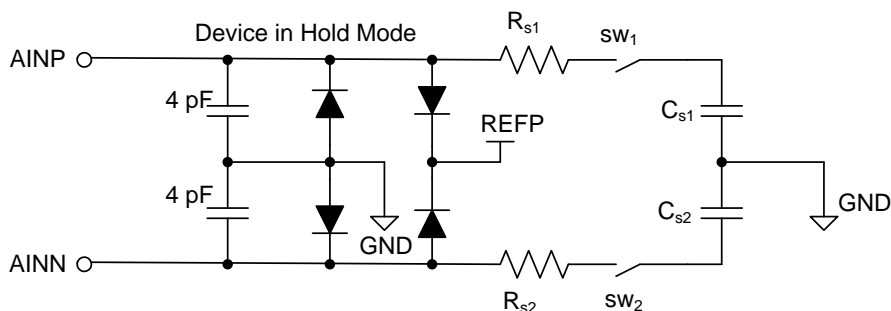 Device in Hold Mode
R_s1
sw_1
AINP
4 pF
REFP
C_s1
4 pF
GND
C_s2
GND
AINN
R_s2
sw_2